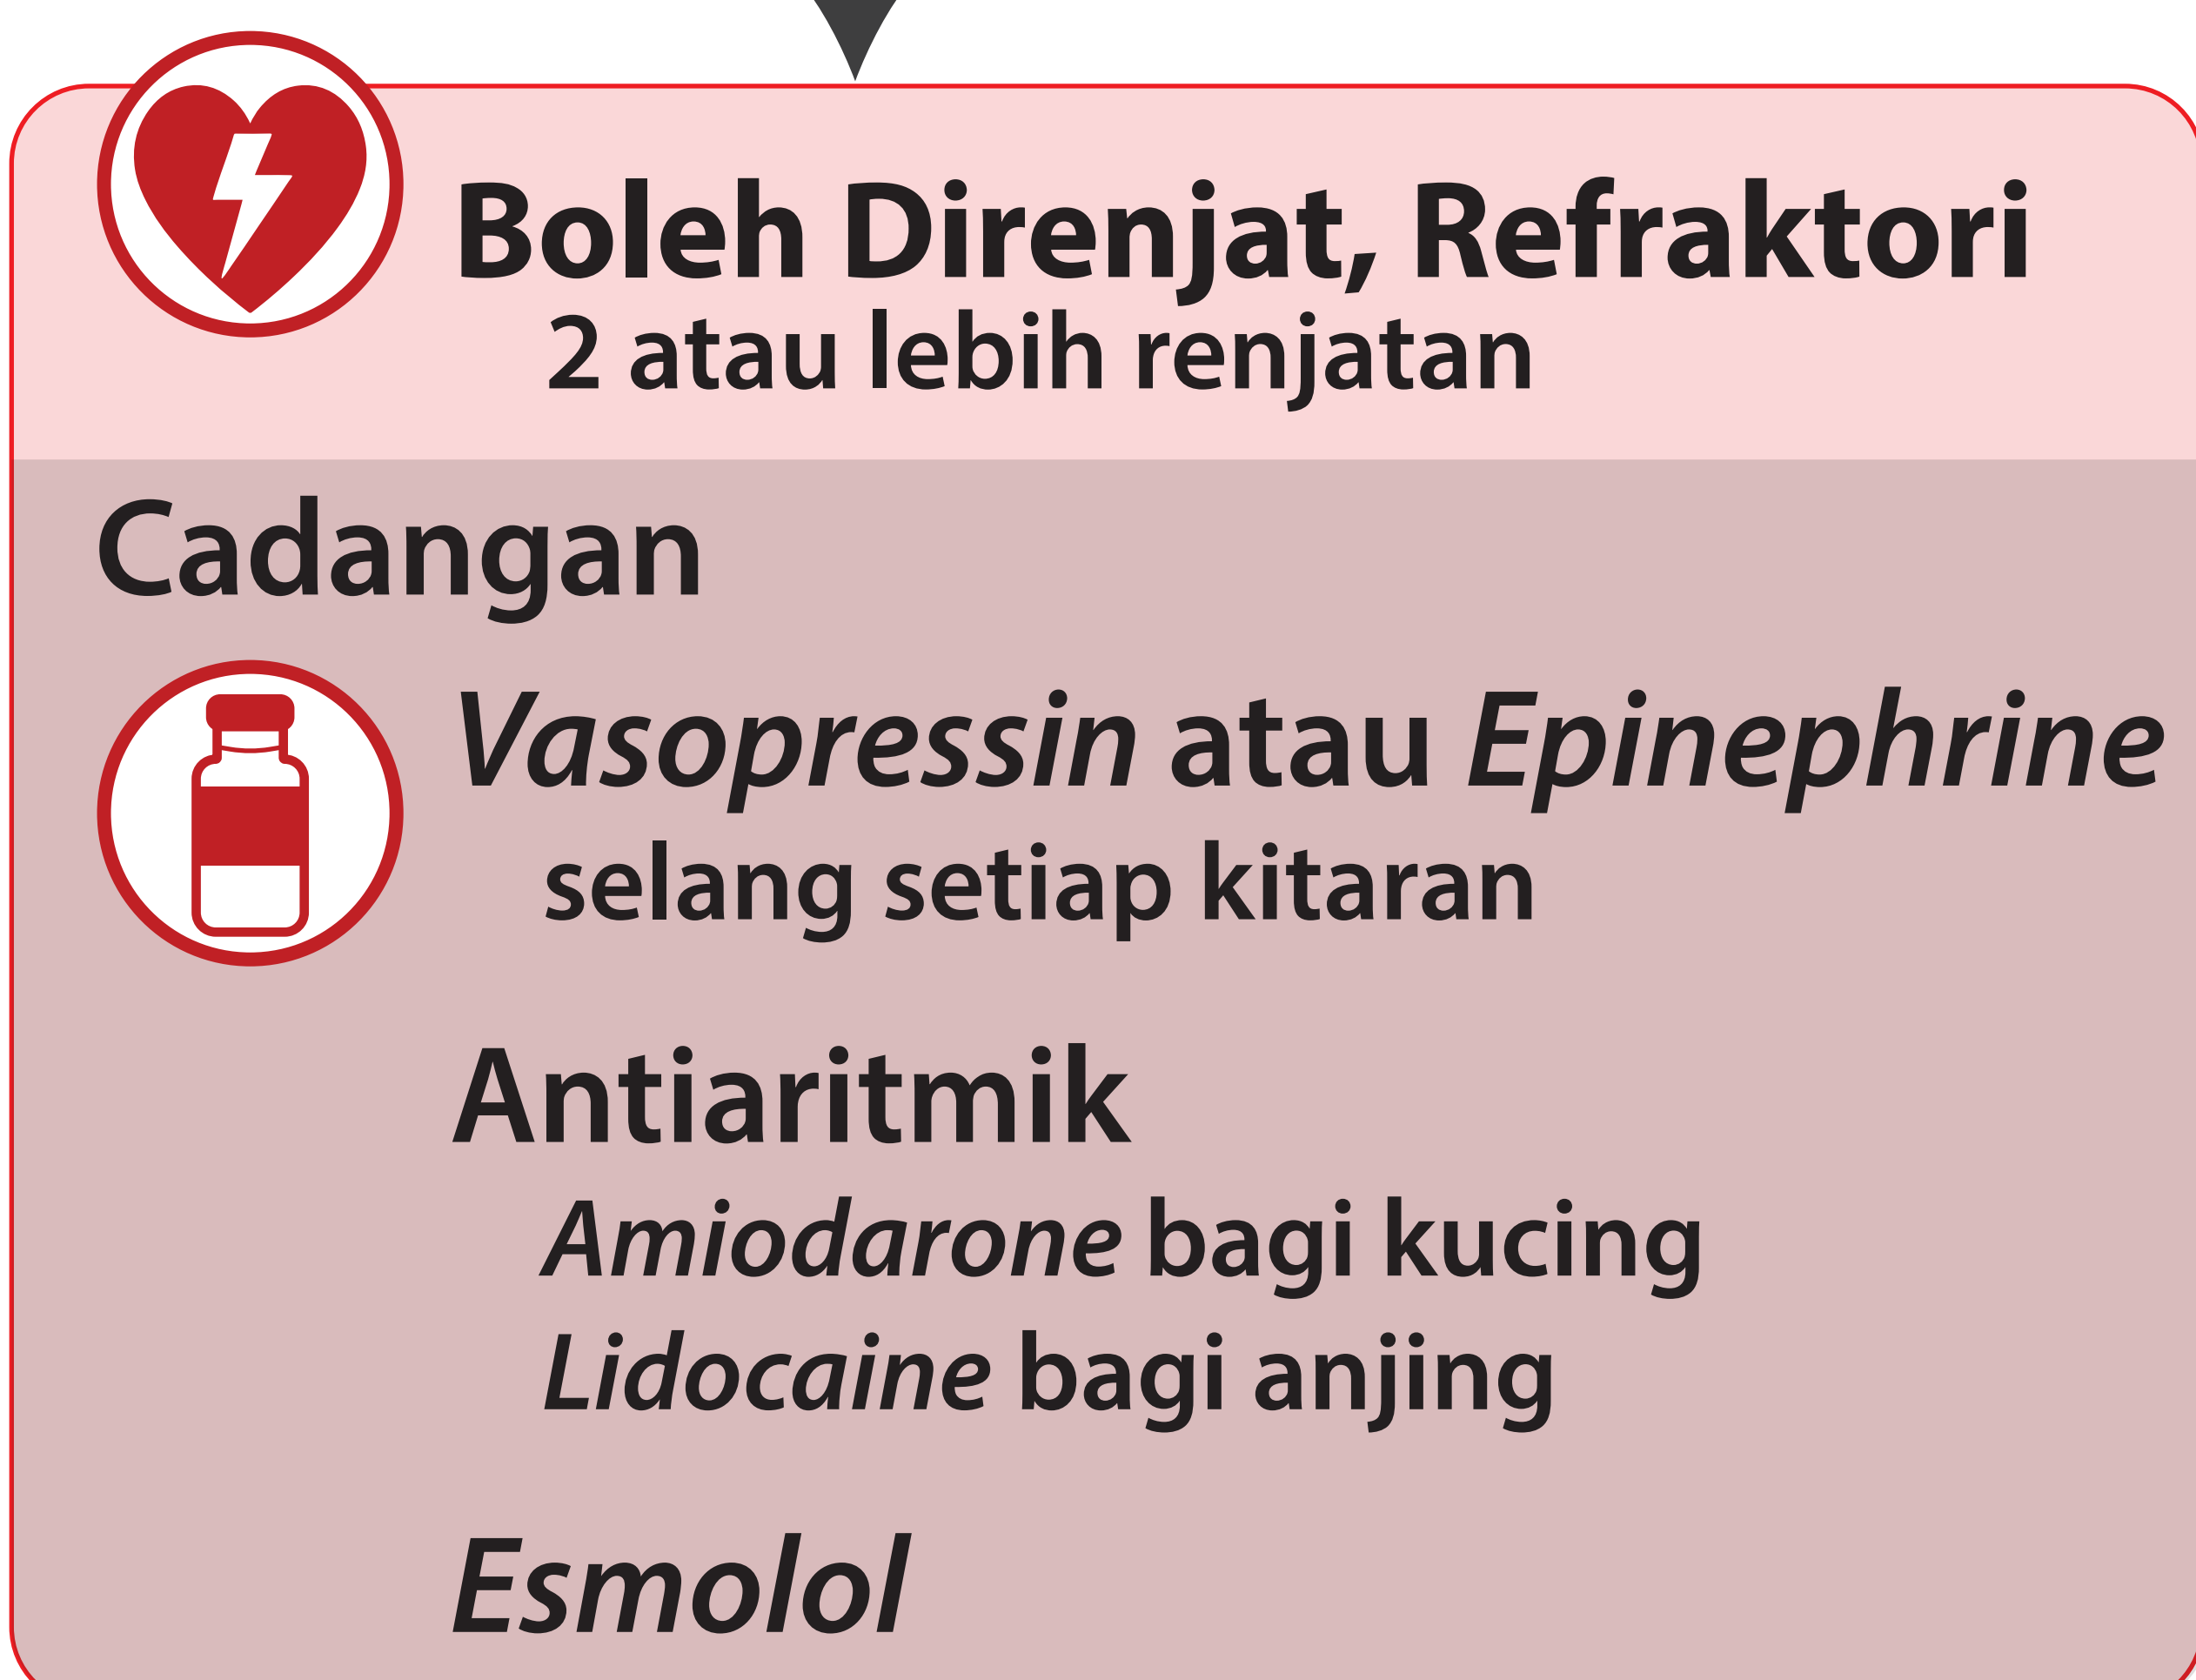 Boleh Direnjat, Refraktori
2 atau lebih renjatan
Cadangan
Vasopressin atau Epinephrine
selang setiap kitaran
Antiaritmik
Amiodarone bagi kucing
Lidocaine bagi anjing
Esmolol